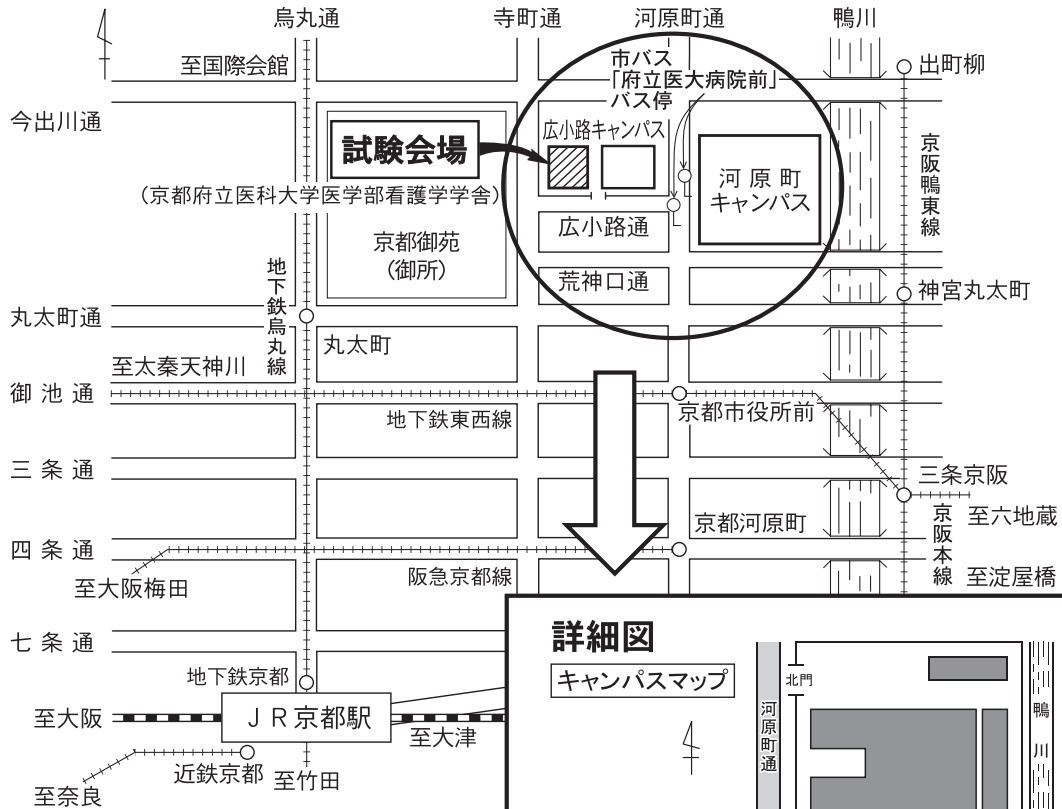 烏丸通
寺町通
河原町通
鴨川
至国際会館
市バス
「府立医大病院前」
バス停
出町柳
今出川通
試験会場
広小路キャンパス
河原町
キャンパス
京阪鴨東線
(京都府立医科大学医学部看護学学舎)
広小路通
京都御苑
(御所)
地下鉄烏丸線
荒神口通
神宮丸太町
丸太町通
丸太町
至太秦天神川
御池通
京都市役所前
地下鉄東西線
三条通
三条京阪
京都河原町
至六地蔵
京阪本線
四条通
至大阪梅田
阪急京都線
至淀屋橋
七条通
詳細図
キャンパスマップ
地下鉄京都
北門
河原町通
鴨川
至大阪
JR京都駅
至大津
近鉄京都
至竹田
至奈良